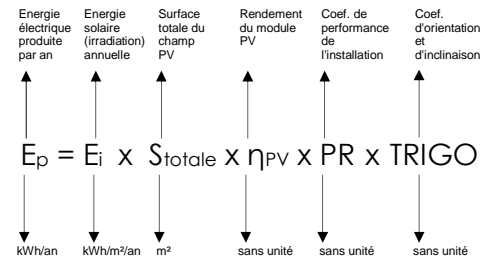 Energie
électrique
produite
par an
Energie
solaire
(irradiation)
annuelle
Surface
totale du
champ
PV
Rendement
du module
PV
Coef. de
performance
de
l'installation
Coef.
d'orientation
et
d'inclinaison
Ep = Ei x Stotale x ηPV x PR x TRIGO
kWh/an kWh/m²/an m² sans unité sans unité sans unité